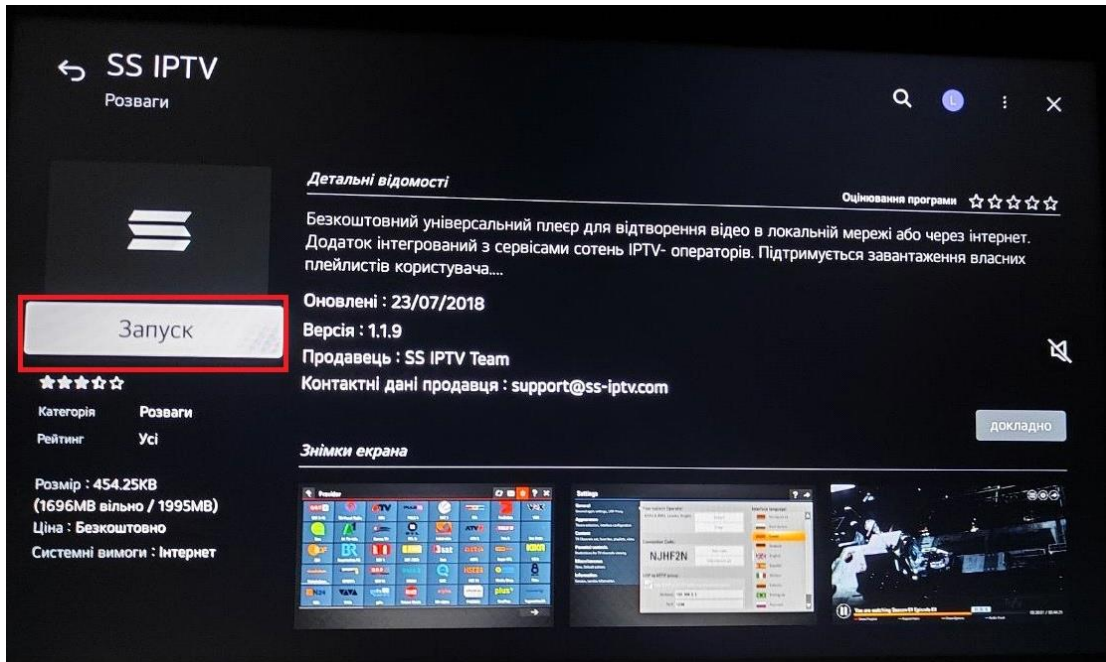 SS IPTV
Розваги
L
Детальні відомості
Оцінювання програми
Безкоштовний універсальний плеєр для відтворення відео в локальній мережі або через інтернет.
Додаток інтегрований з сервісами сотень IPTV- операторів. Підтримується завантаження власних
плейлистів користувача....
Оновлені : 23/07/2018
Версія : 1.1.9
Продавець : SS IPTV Team
Контактні дані продавця : support@ss-iptv.com
Запуск
Категорія Розваги
Рейтинг Усі
докладно
Розмір : 454.25KB
(1696MB вільно / 1995MB)
Ціна : Безкоштовно
Системні вимоги : Інтернет
Знімки екрана
Provider
Settings
NJHF2N